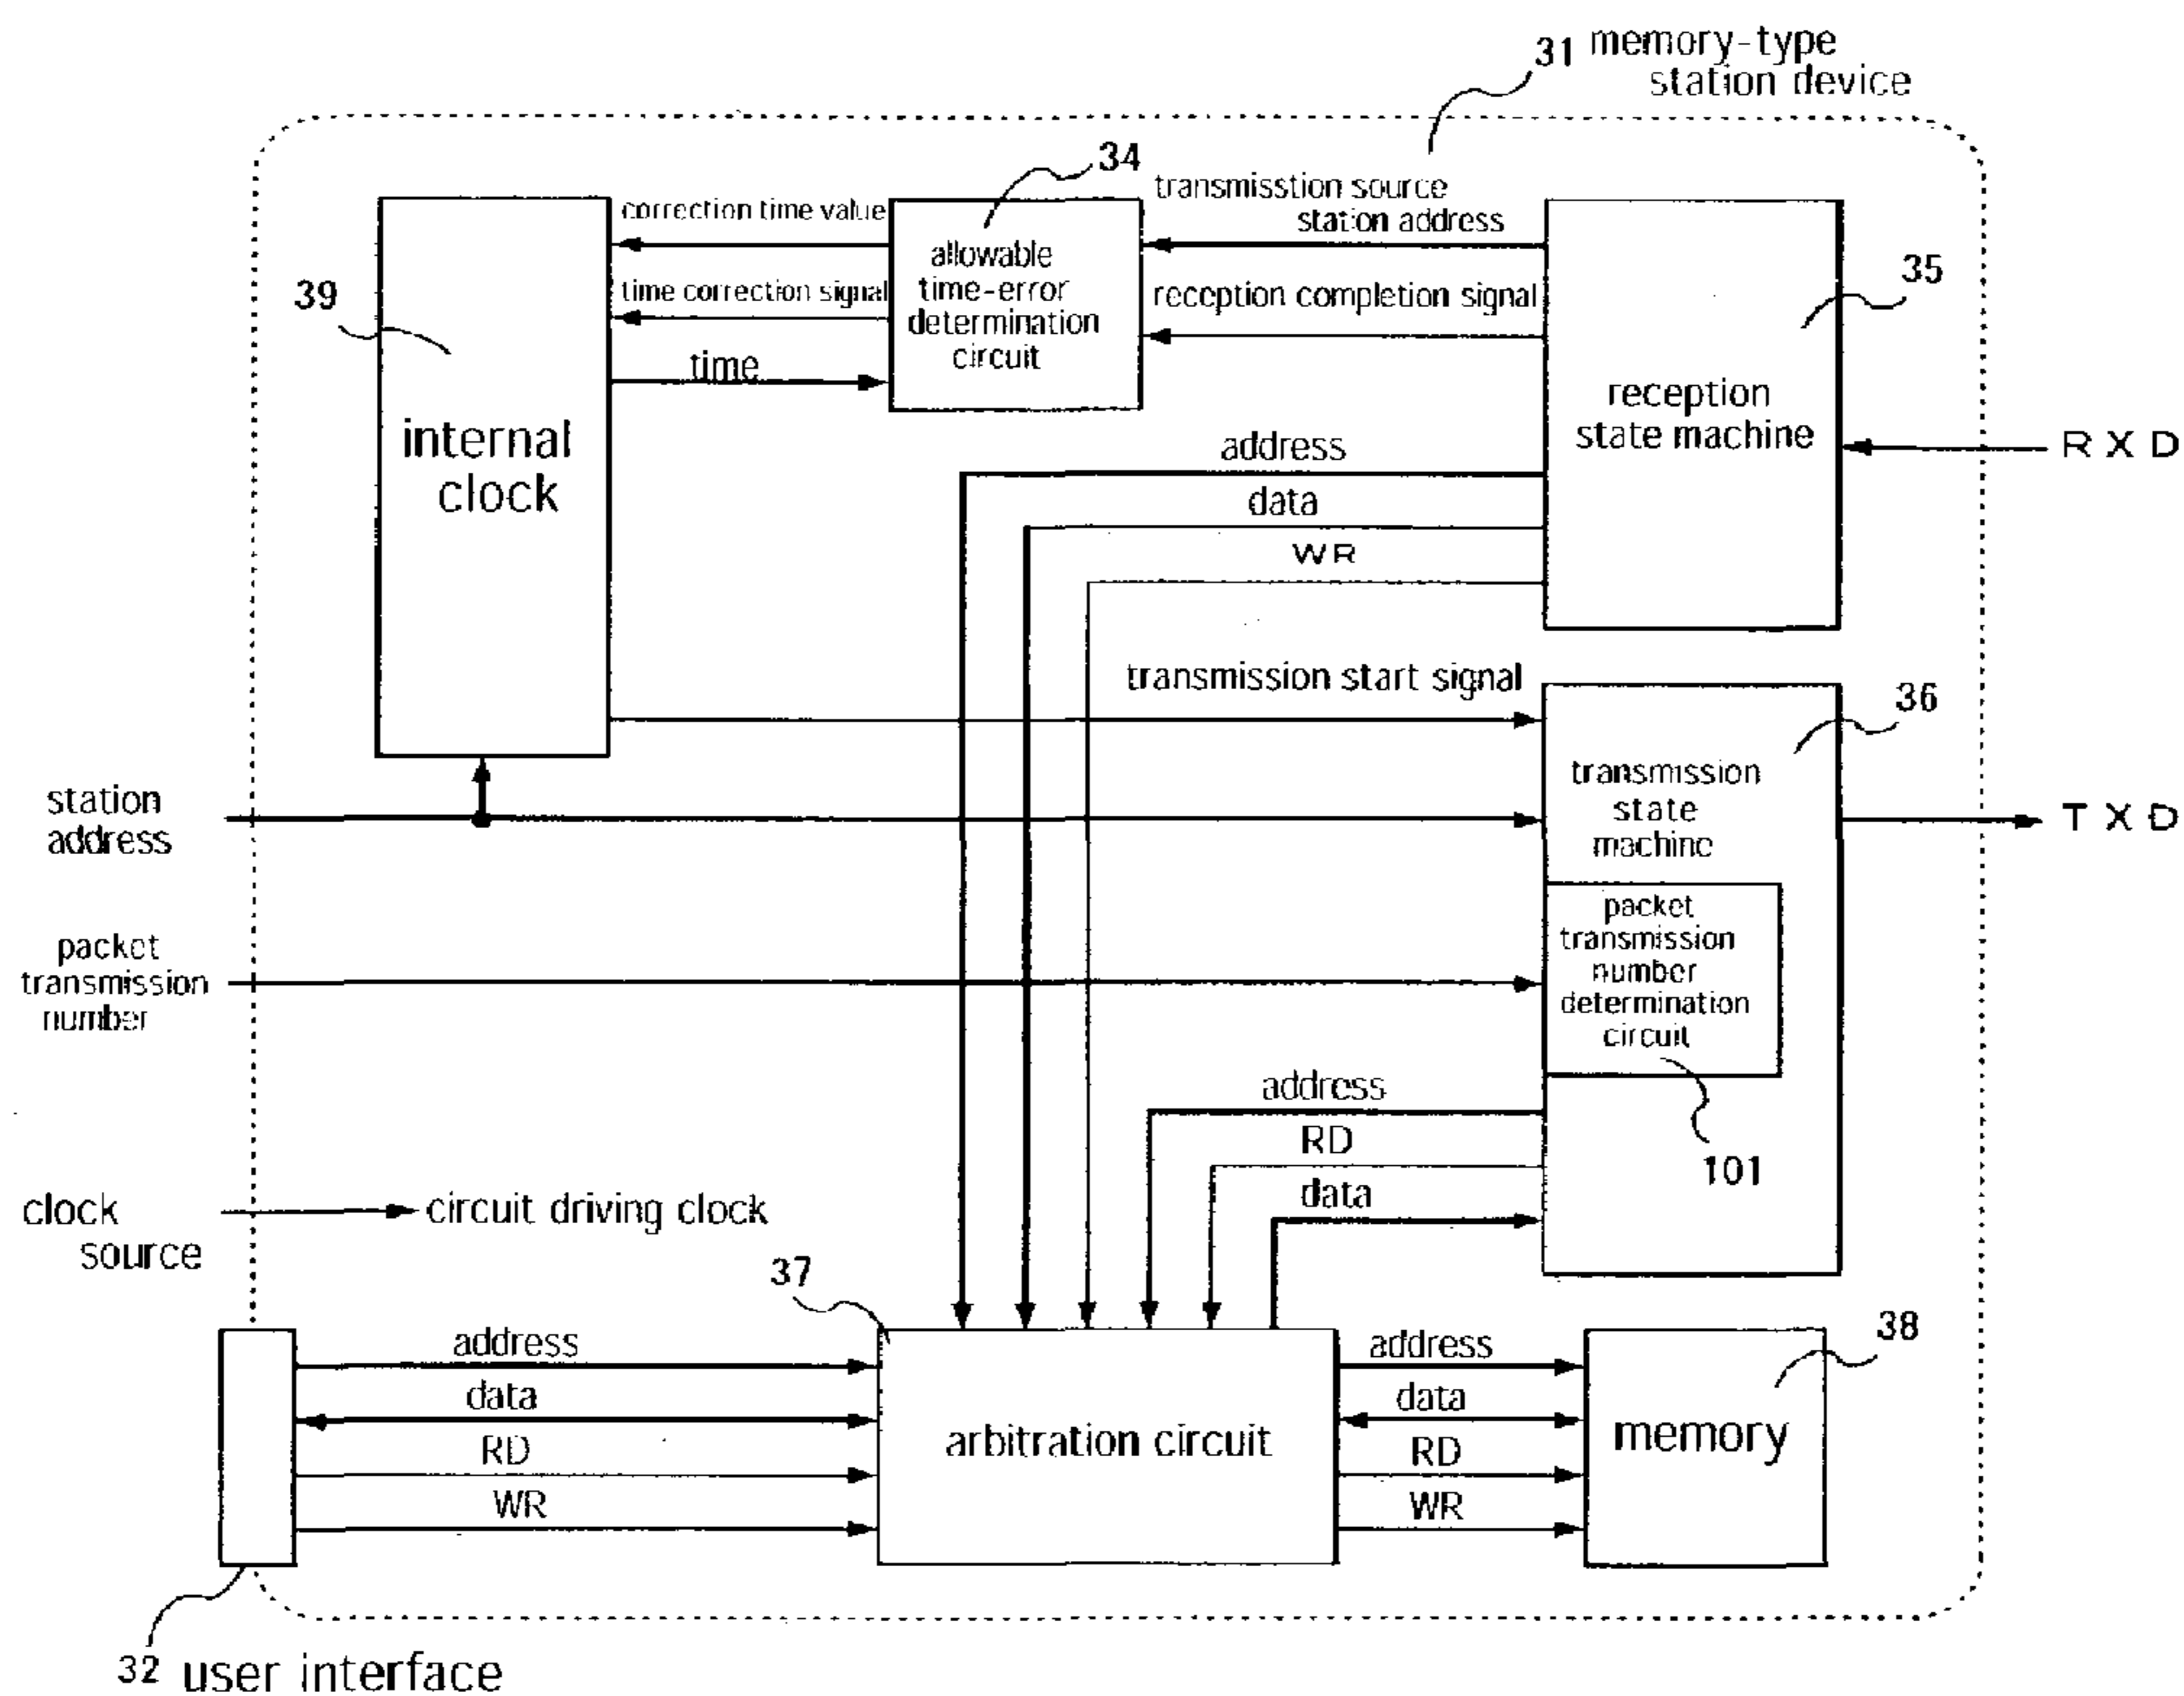 31 memory-type
station device
34
transmisstion source
station address
correction time value
allowable
time-error
determination
circuit
time correction signal
reception completion signal
35
39
time
reception
state machine
internal
clock
address
data
WR
R X D
transmission start signal
36
transmission
state
machine
station
address
T X D
packet
transmission
number
determination
circuit
packet
transmission
number
address
RD
101
data
clock
source
circuit driving clock
37
38
address
data
RD
WR
arbitration circuit
address
data
RD
WR
memory
32 user interface